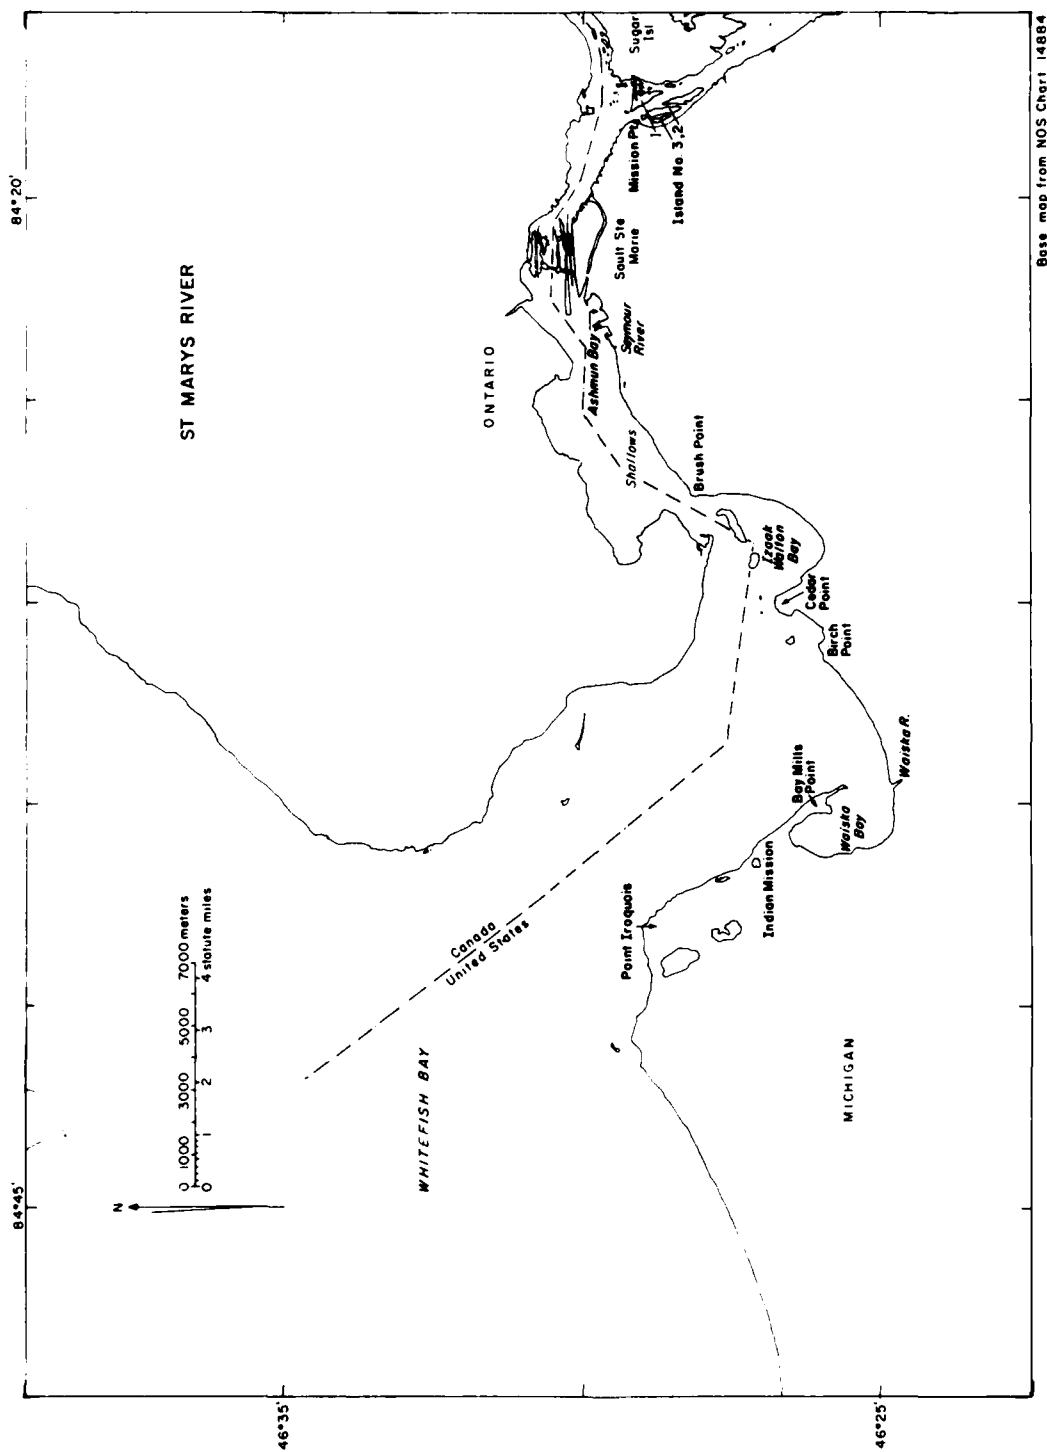 ST MARYS RIVER
84°45'
84°20'
N
0 1000 3000 5000 7000 meters
0 1 2 3 4 statute miles
46°35'
46°25'
WHITEFISH BAY
Canada
United States
ONTARIO
MICHIGAN
Point Iroquois
Indian Mission
Bay Mills
Point
Waiska
Bay
Waiska R.
Birch
Point
Cedar
Point
Izaak
Walton
Bay
Brush Point
Shallows
Ashmun Bay
Seymour
River
Sault Ste
Marie
Mission Pt.
1
Island No. 3,2
Sugar
Isl
Base map from NOS Chart 14884